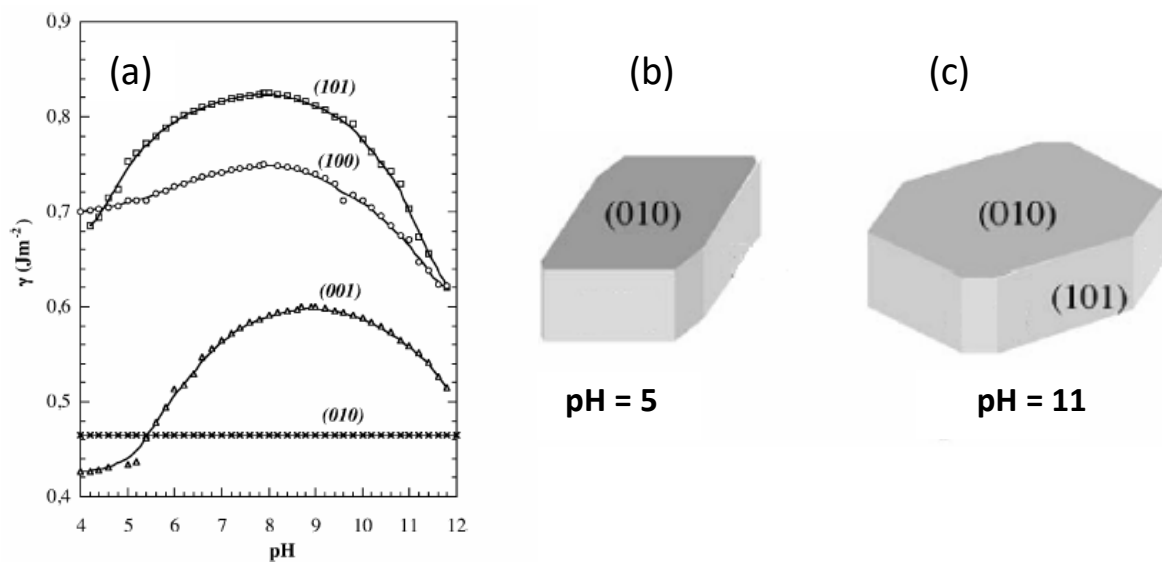 (a)
(b)
(c)
0,9
0,8
0,7
0,6
0,5
0,4
γ (Jm⁻²)
(101)
(100)
(001)
(010)
4 5 6 7 8 9 10 11 12
pH
(010)
pH = 5
(010)
(101)
pH = 11